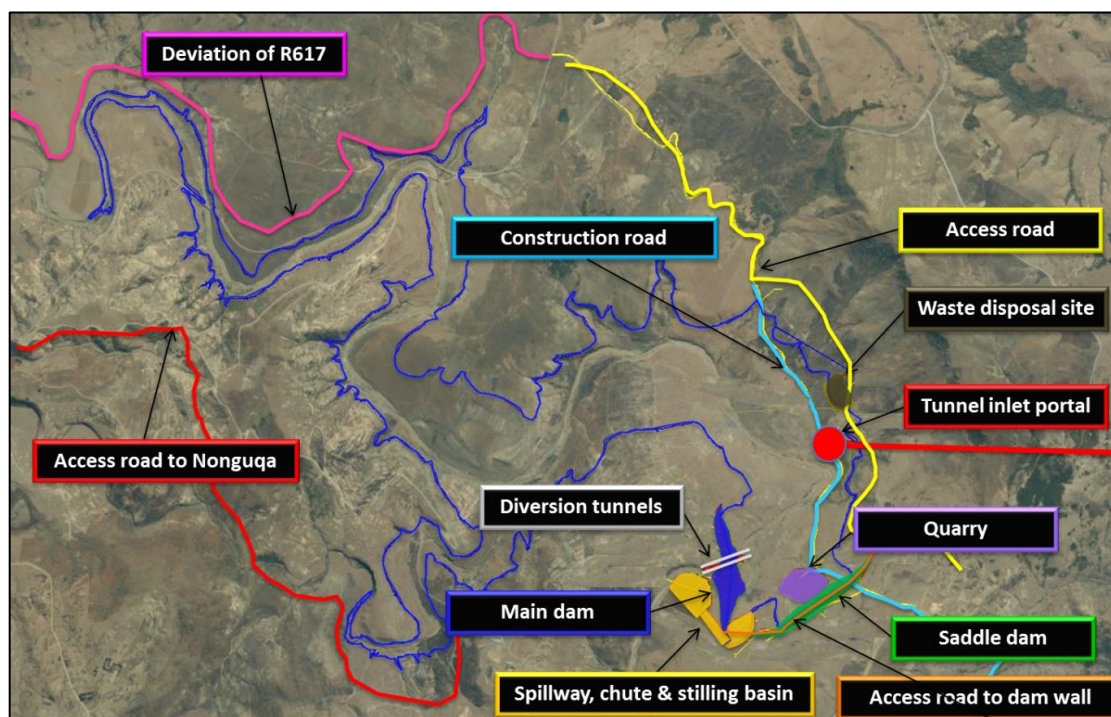 Deviation of R617
Construction road
Access road
Waste disposal site
Tunnel inlet portal
Access road to Nonguqa
Diversion tunnels
Quarry
Main dam
Saddle dam
Spillway, chute & stilling basin
Access road to dam wall